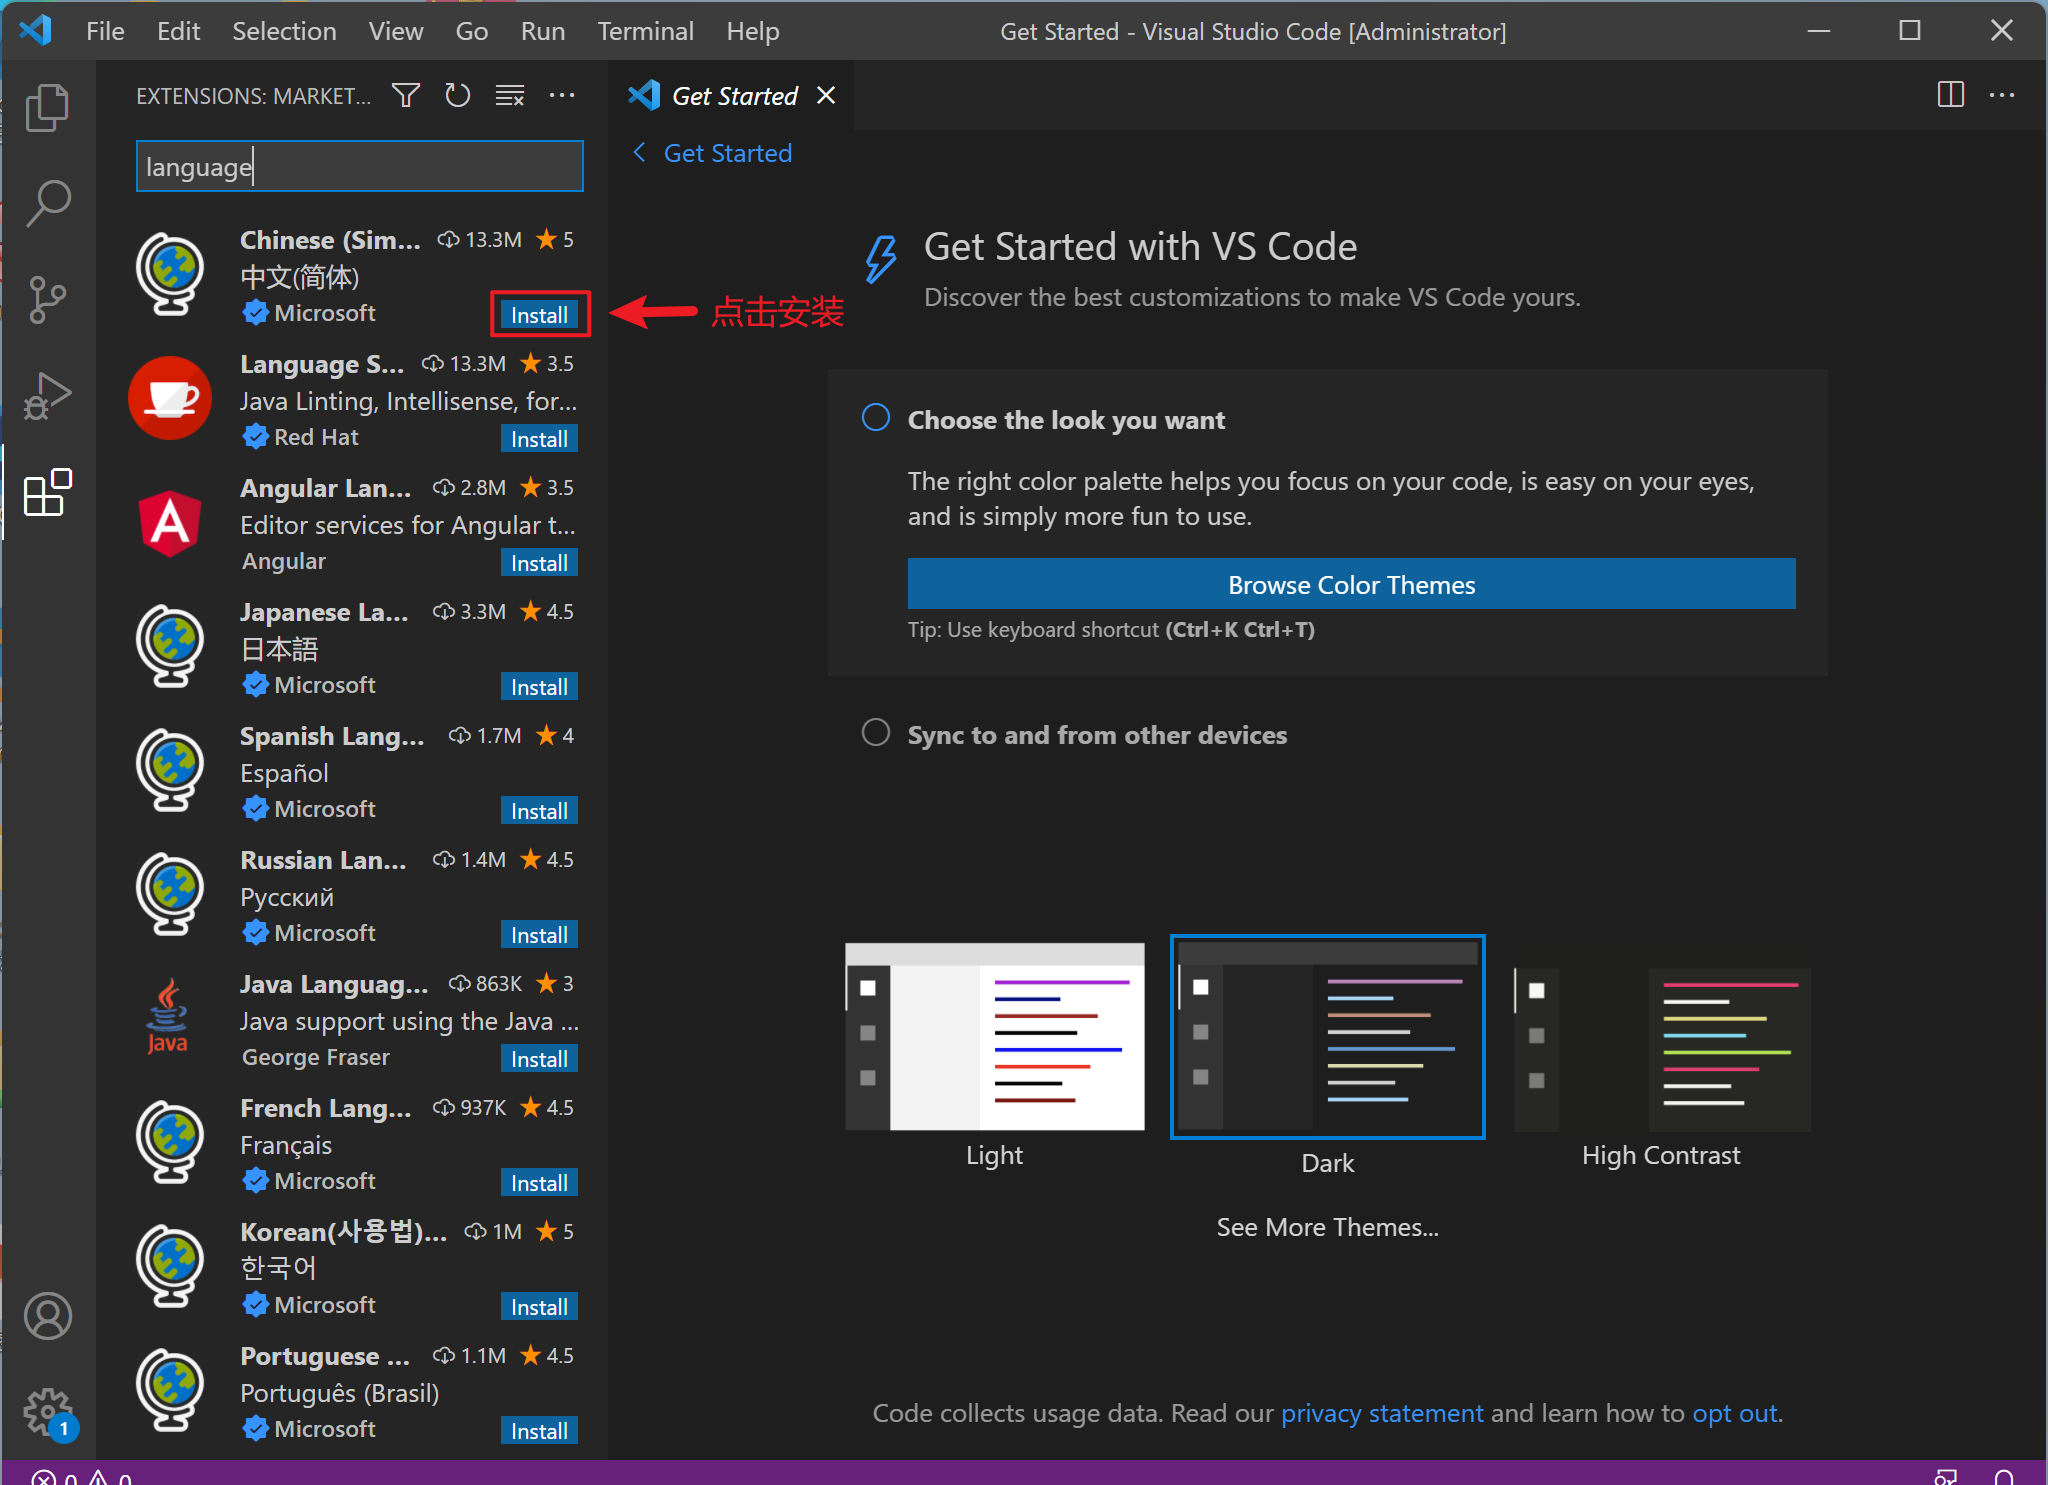 File Edit Selection View Go Run Terminal Help
Get Started - Visual Studio Code [Administrator]
EXTENSIONS: MARKET...
language
Chinese (Sim... 13.3M 5
中文(简体)
Microsoft Install
点击安装
Language S... 13.3M 3.5
Java Linting, Intellisense, for...
Red Hat Install
Angular Lan... 2.8M 3.5
Editor services for Angular t...
Angular Install
Japanese La... 3.3M 4.5
日本語
Microsoft Install
Spanish Lang... 1.7M 4
Español
Microsoft Install
Russian Lan... 1.4M 4.5
Русский
Microsoft Install
Java Languag... 863K 3
Java support using the Java ...
George Fraser Install
Java
French Lang... 937K 4.5
Français
Microsoft Install
Korean(사용법)... 1M 5
한국어
Microsoft Install
Portuguese ... 1.1M 4.5
Português (Brasil)
Microsoft Install
1
Get Started
Get Started
Get Started with VS Code
Discover the best customizations to make VS Code yours.
Choose the look you want
The right color palette helps you focus on your code, is easy on your eyes,
and is simply more fun to use.
Browse Color Themes
Tip: Use keyboard shortcut (Ctrl+K Ctrl+T)
Sync to and from other devices
Light
Dark
High Contrast
See More Themes...
Code collects usage data. Read our privacy statement and learn how to opt out.
0 0